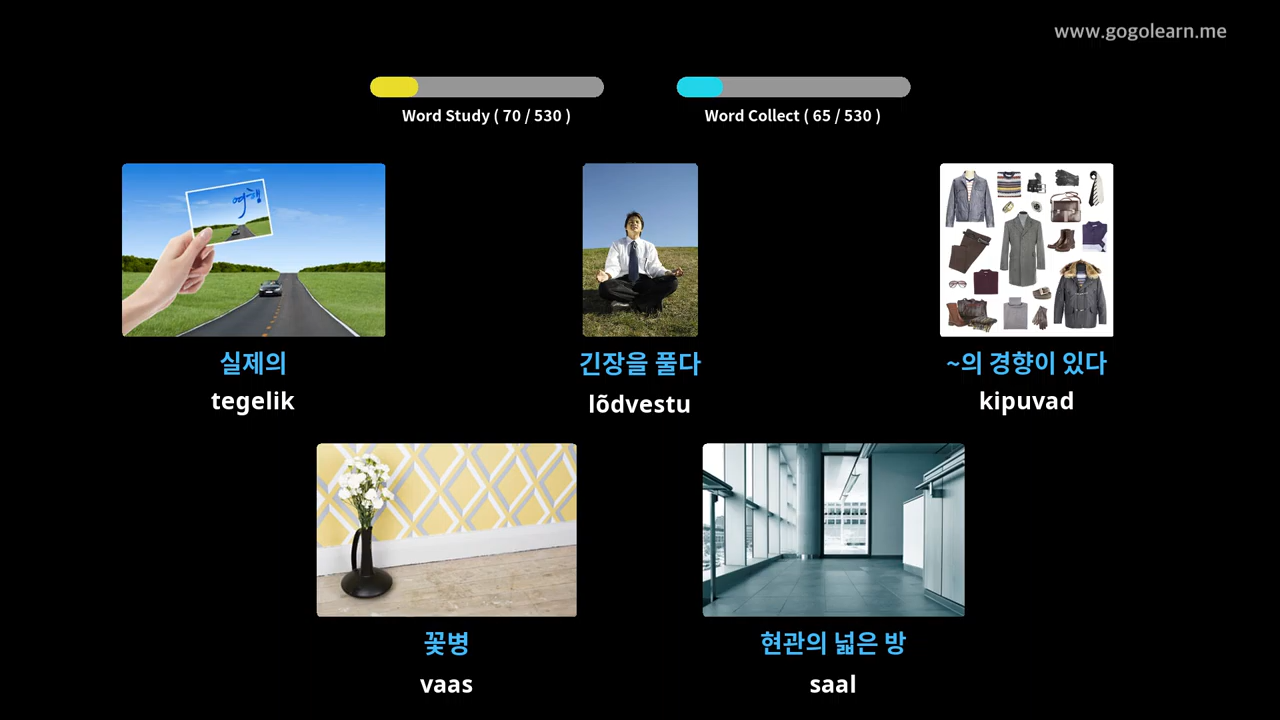 www.gogolearn.me
Word Study ( 70 / 530 )
Word Collect ( 65 / 530 )
여행
실제의
tegelik
긴장을 풀다
lõdvestu
~의 경향이 있다
kipuvad
꽃병
vaas
현관의 넓은 방
saal